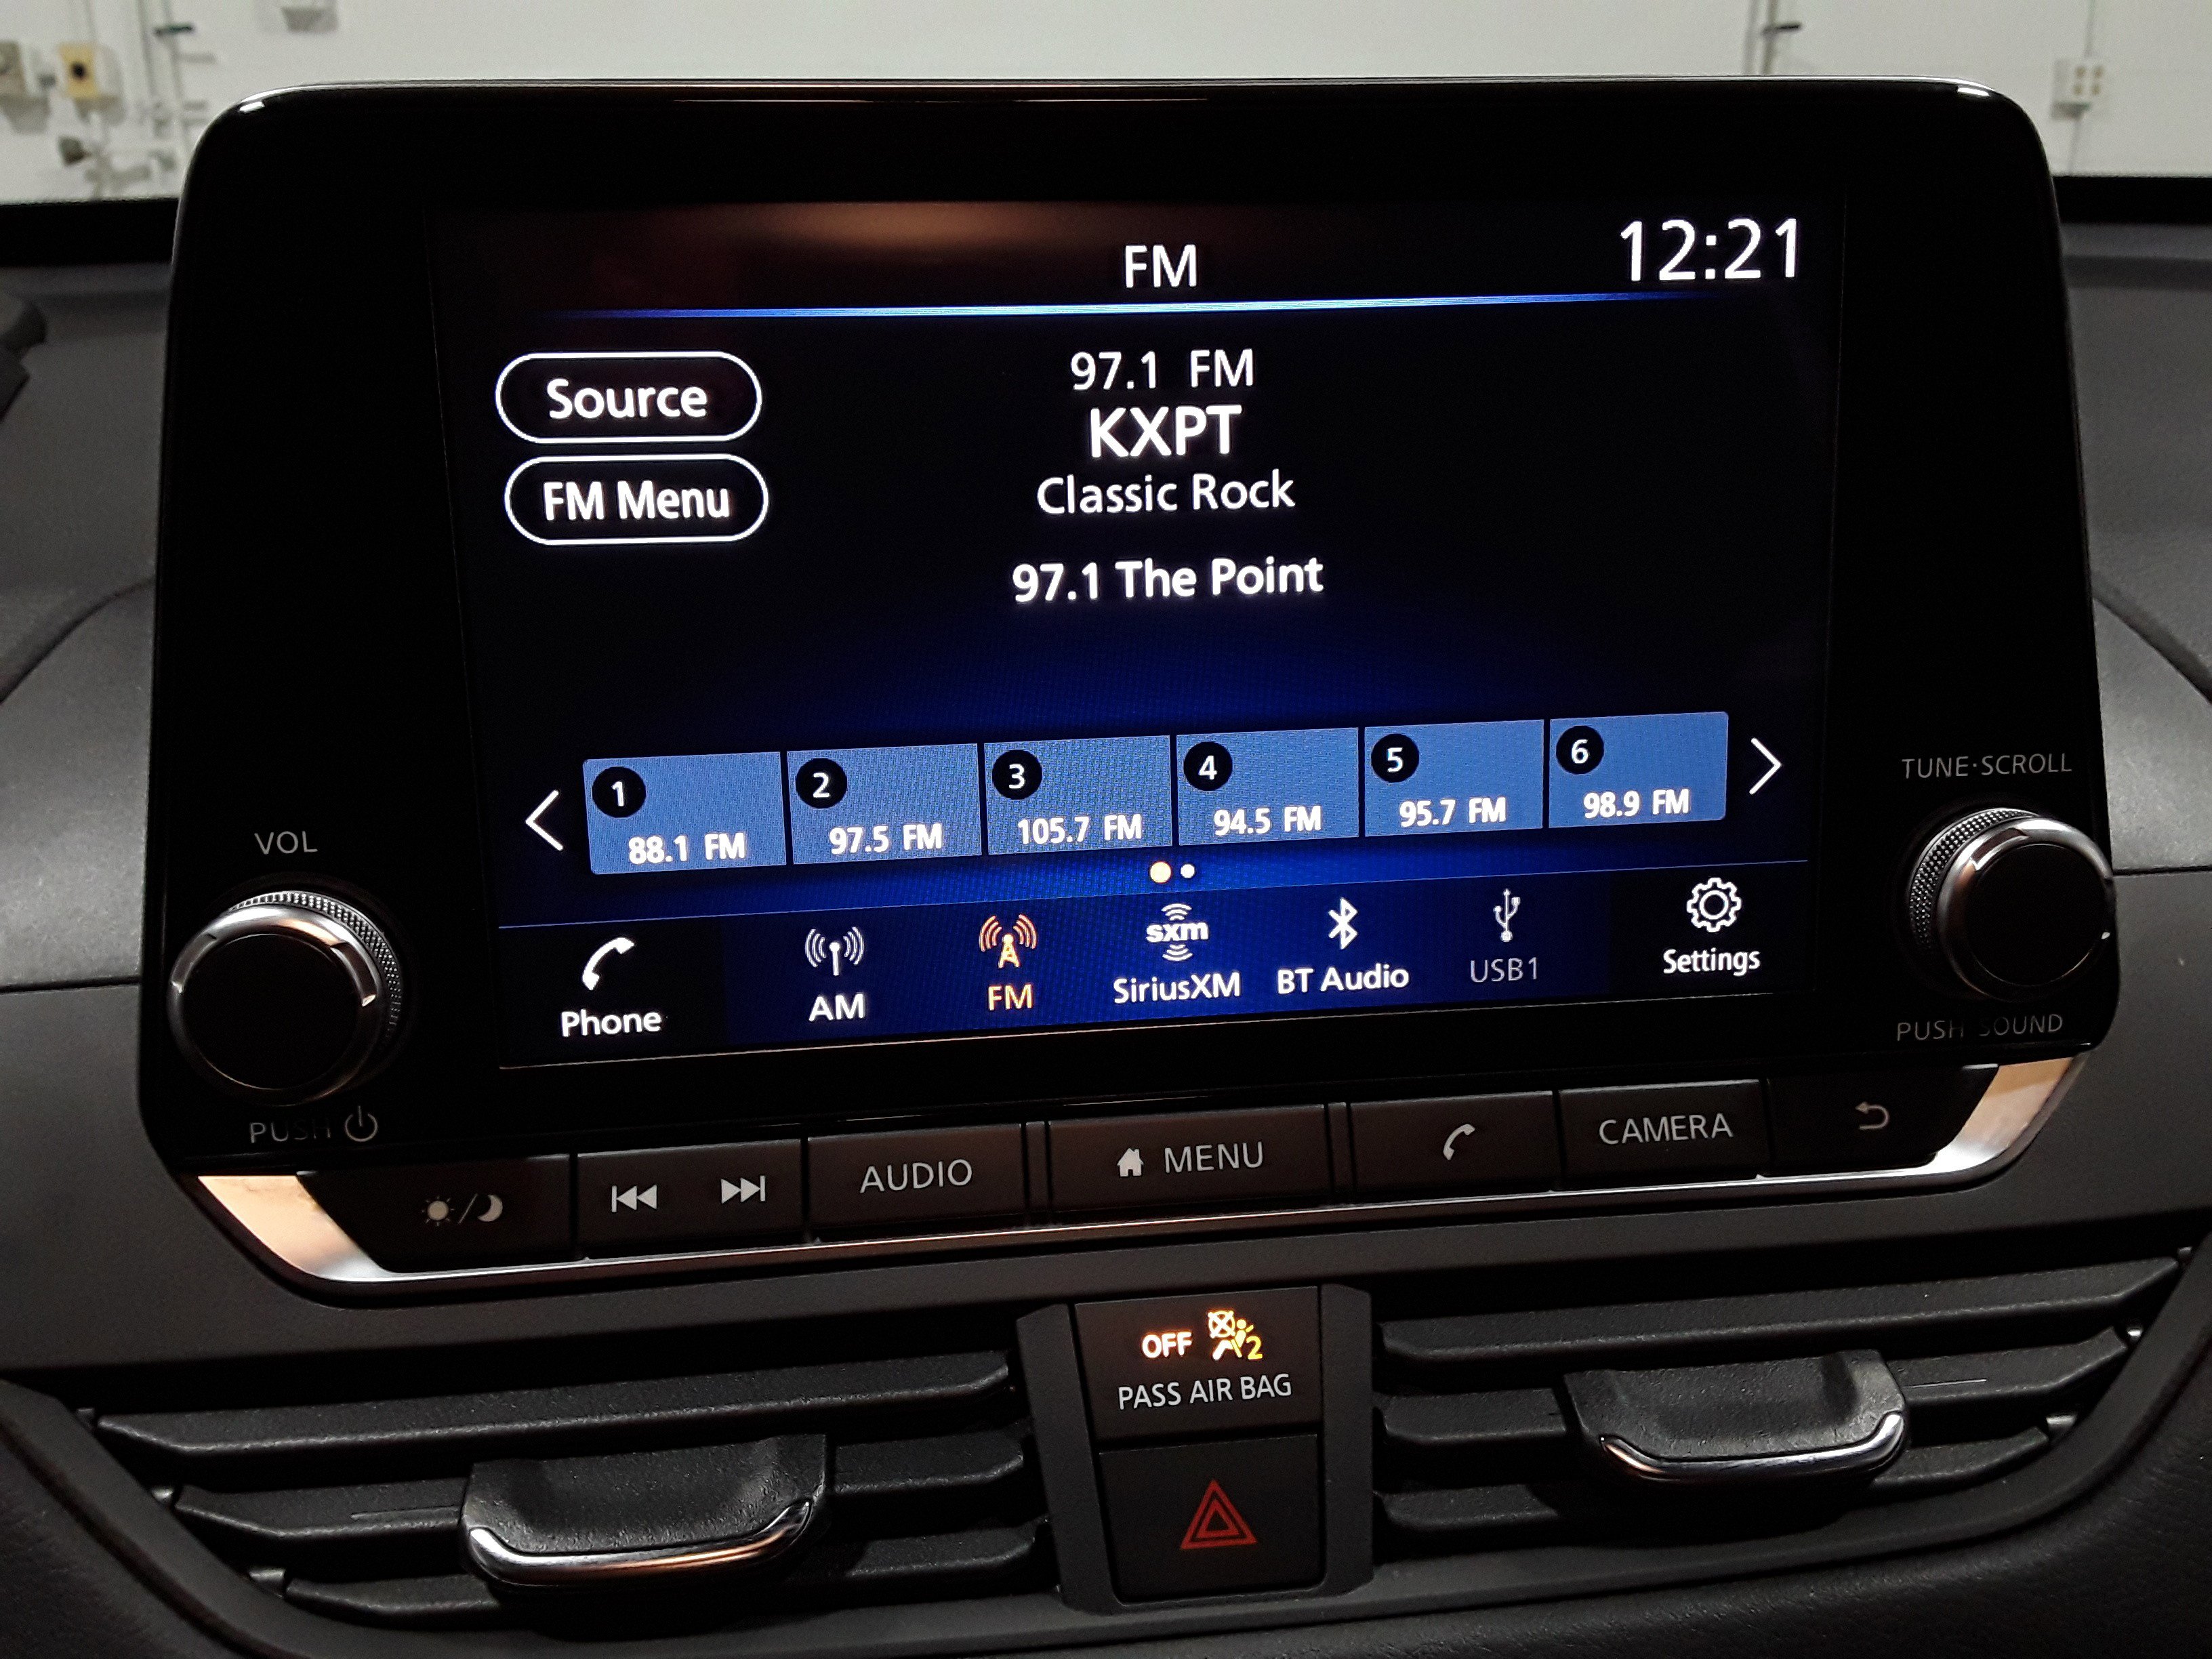 FM
12:21
Source
97.1 FM
KXPT
FM Menu
Classic Rock
97.1 The Point
1
2
3
4
5
6
88.1 FM
97.5 FM
105.7 FM
94.5 FM
95.7 FM
98.9 FM
Phone
AM
FM
sxm
SiriusXM
BT Audio
USB1
Settings
VOL
PUSH
TUNE·SCROLL
PUSH SOUND
AUDIO
MENU
CAMERA
OFF 2
PASS AIR BAG